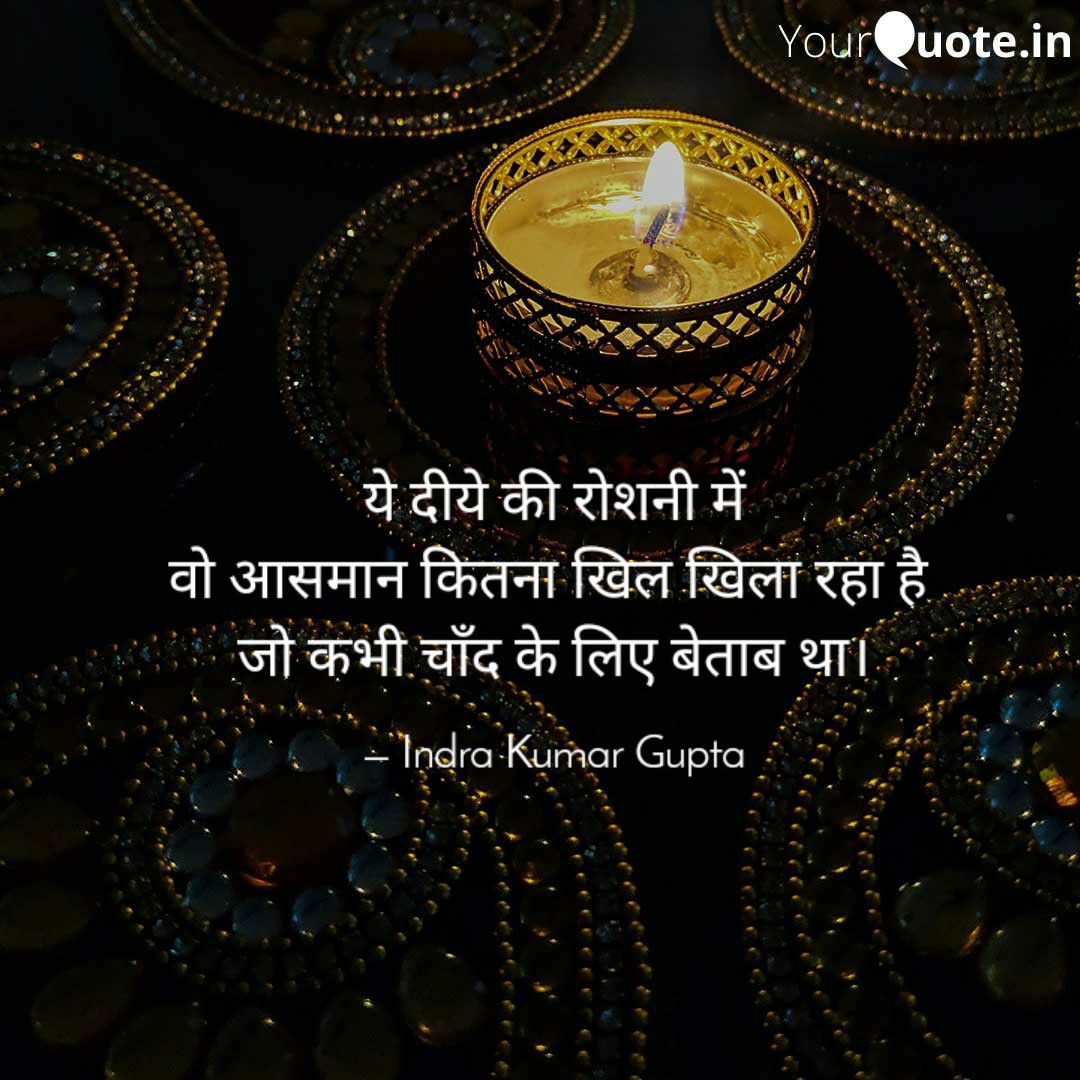 YourQuote.in
ये दीये की रोशनी में
वो आसमान कितना खिल खिला रहा है
जो कभी चाँद के लिए बेताब था।
– Indra Kumar Gupta